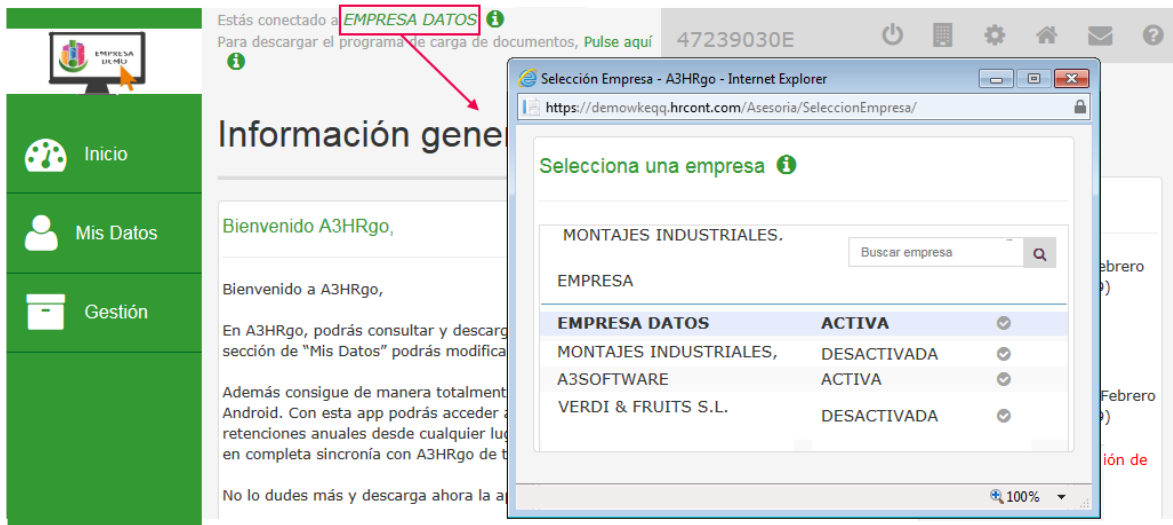 Estás conectado a EMPRESA DATOS
Para descargar el programa de carga de documentos, Pulse aquí
47239030E
EMPRESA
DEMO
Inicio
Mis Datos
Gestión
Información gene
Bienvenido A3HRgo,
Bienvenido a A3HRgo,
En A3HRgo, podrás consultar y descarg
sección de “Mis Datos” podrás modifica
Además consigue de manera totalment
Android. Con esta app podrás acceder a
retenciones anuales desde cualquier lug
en completa sincronía con A3HRgo de t
No lo dudes más y descarga ahora la a
Selección Empresa - A3HRgo - Internet Explorer
https://demowkeqq.hrcont.com/Asesoria/SeleccionEmpresa/
Selecciona una empresa
MONTAJES INDUSTRIALES.
Buscar empresa
EMPRESA
EMPRESA DATOS ACTIVA
MONTAJES INDUSTRIALES, DESACTIVADA
A3SOFTWARE ACTIVA
VERDI & FRUITS S.L. DESACTIVADA
100%
ebrero
)
Febrero
)
ión de